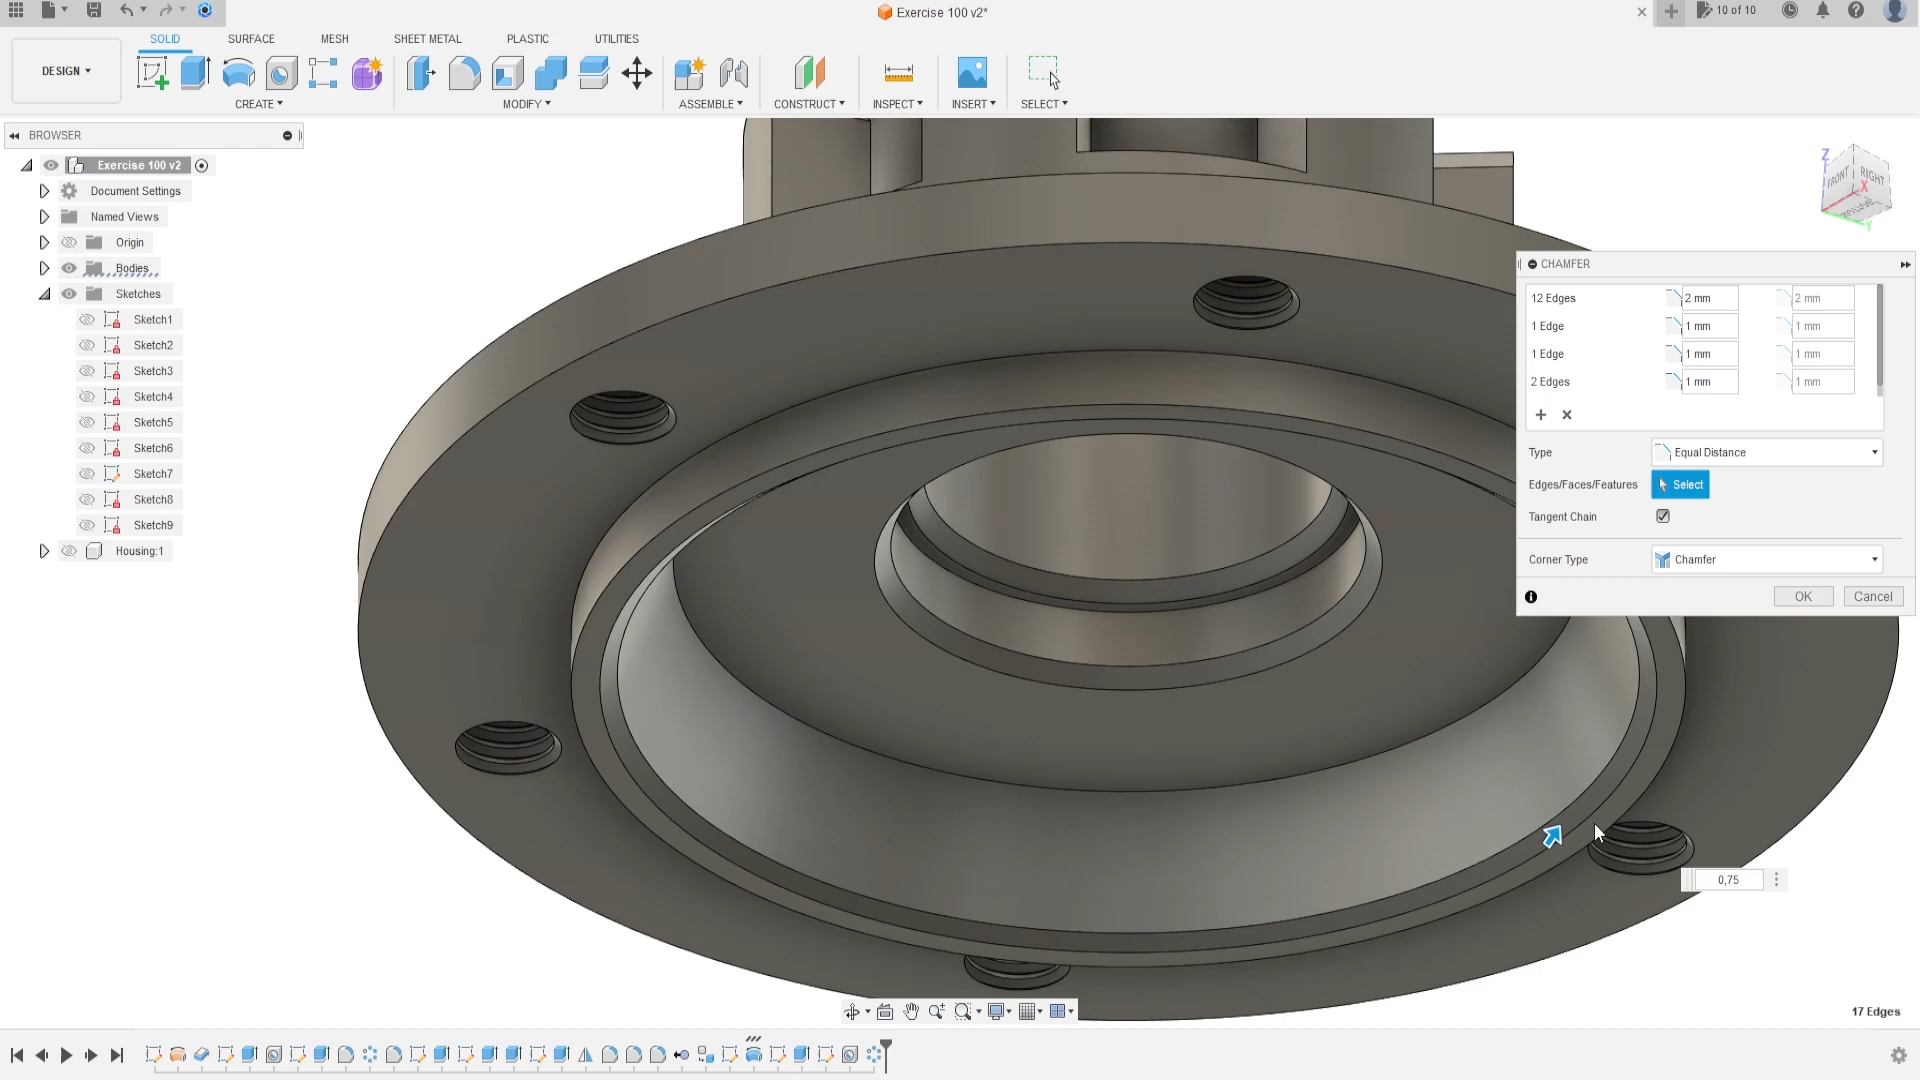 Exercise 100 v2*
10 of 10
SOLID SURFACE MESH SHEET METAL PLASTIC UTILITIES
DESIGN
CREATE MODIFY ASSEMBLE CONSTRUCT INSPECT INSERT SELECT
BROWSER
Exercise 100 v2
Document Settings
Named Views
Origin
Bodies
Sketches
Sketch1
Sketch2
Sketch3
Sketch4
Sketch5
Sketch6
Sketch7
Sketch8
Sketch9
Housing:1
Z
FRONT RIGHT
X
BOTTOM
Y
CHAMFER
12 Edges 2 mm 2 mm
1 Edge 1 mm 1 mm
1 Edge 1 mm 1 mm
2 Edges 1 mm 1 mm
Type Equal Distance
Edges/Faces/Features Select
Tangent Chain
Corner Type Chamfer
OK Cancel
0,75
17 Edges